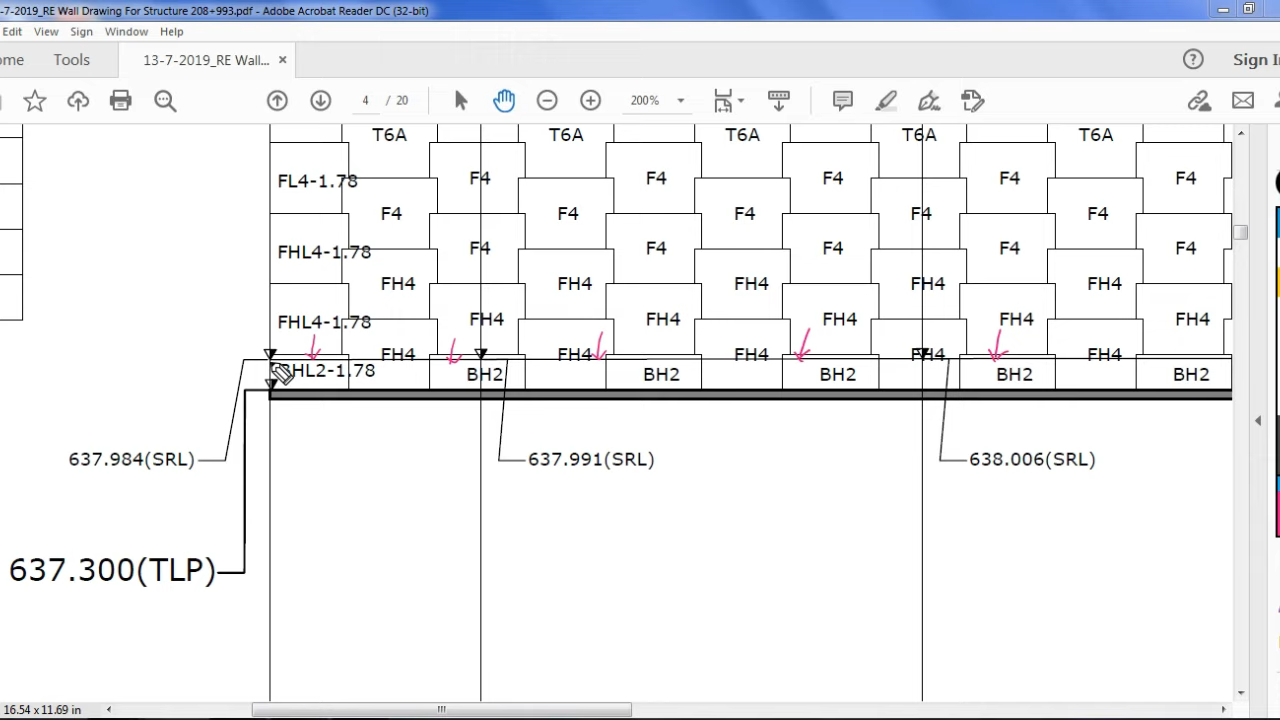 -7-2019_RE Wall Drawing For Structure 208+993.pdf - Adobe Acrobat Reader DC (32-bit)
Edit View Sign Window Help
ome Tools 13-7-2019_RE Wall... × ? Sign I
4 / 20 200%
T6A T6A T6A T6A T6A
FL4-1.78 F4 F4 F4 F4 F4
F4 F4 F4 F4 F4
FHL4-1.78 F4 F4 F4 F4 F4
FH4 FH4 FH4 FH4 FH4
FHL4-1.78 FH4 FH4 FH4 FH4 FH4
FH4 FH4 FH4 FH4 FH4
BHL2-1.78 BH2 BH2 BH2 BH2 BH2
637.984(SRL) 637.991(SRL) 638.006(SRL)
637.300(TLP)
16.54 x 11.69 in